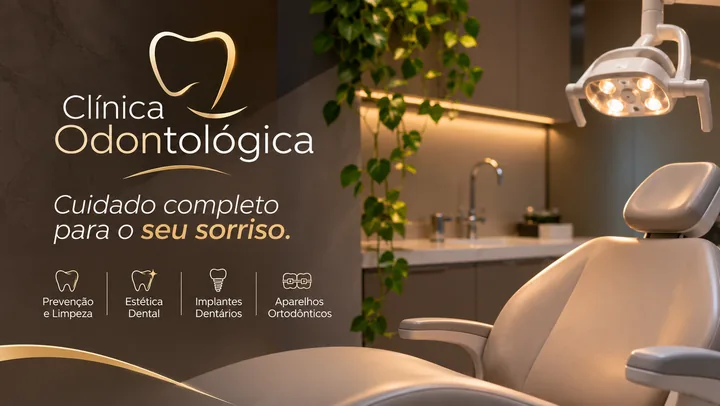 Clínica
Odontológica
Cuidado completo
para o seu sorriso.
Prevenção
e Limpeza
Estética
Dental
Implantes
Dentários
Aparelhos
Ortodônticos